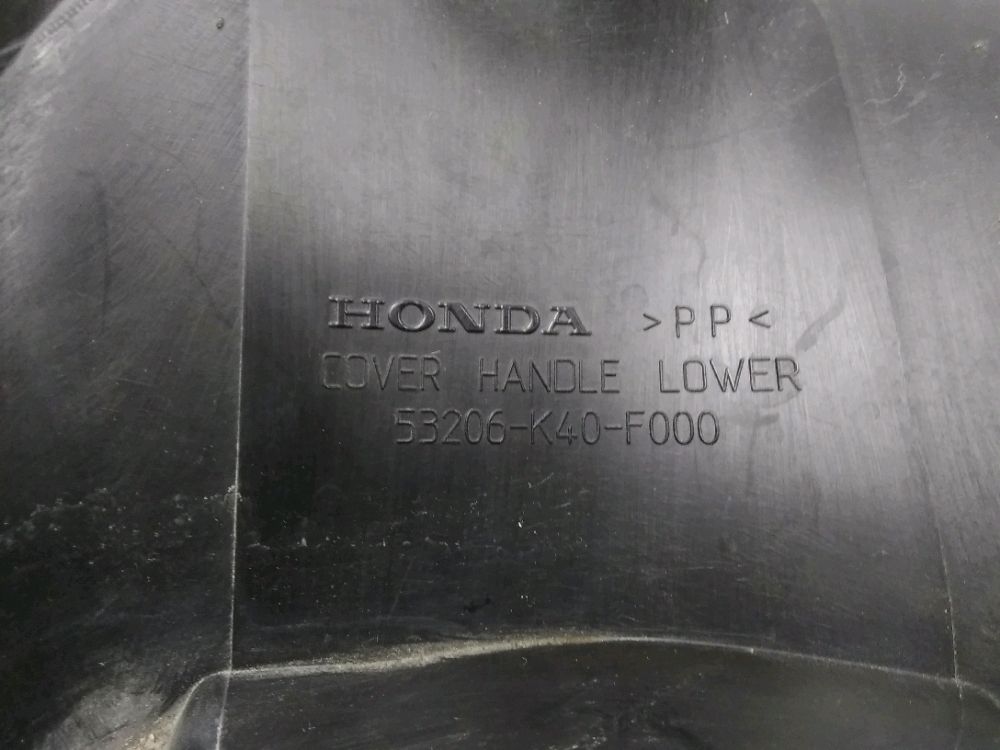 HONDA >PP<
COVER HANDLE LOWER
53206-K40-F000